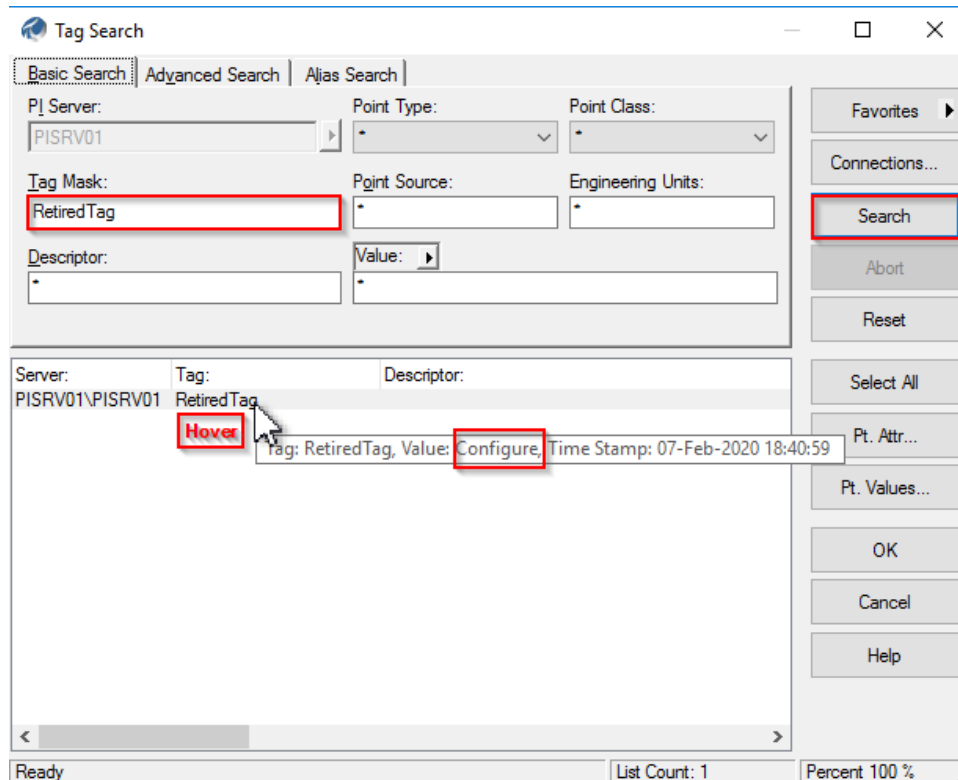 Tag Search
Basic Search Advanced Search Alias Search
PI Server: Point Type: Point Class:
PISRV01 * *
Tag Mask: Point Source: Engineering Units:
RetiredTag * *
Descriptor: Value:
* *
Favorites
Connections...
Search
Abort
Reset
Select All
Pt. Attr...
Pt. Values...
OK
Cancel
Help
Server: Tag: Descriptor:
PISRV01\PISRV01 RetiredTag
Hover
Tag: RetiredTag, Value: Configure, Time Stamp: 07-Feb-2020 18:40:59
Ready List Count: 1 Percent 100 %